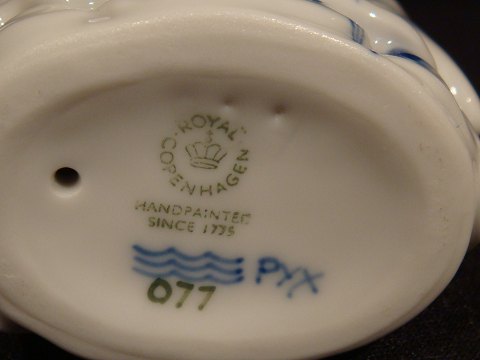 ROYAL
COPENHAGEN
HANDPAINTED
SINCE 1775
PYX
077